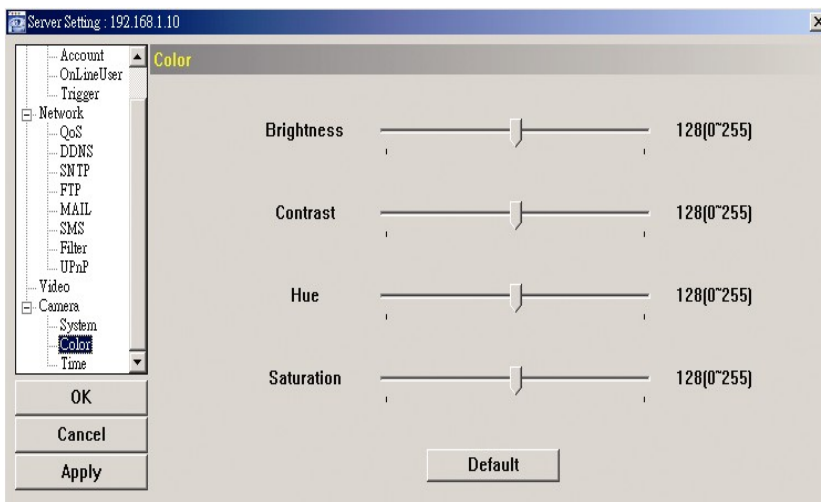 Server Setting : 192.168.1.10
Account
OnLineUser
Trigger
Network
QoS
DDNS
SNTP
FTP
MAIL
SMS
Filter
UPnP
Video
Camera
System
Color
Time
OK
Cancel
Apply
Color
Brightness 128(0~255)
Contrast 128(0~255)
Hue 128(0~255)
Saturation 128(0~255)
Default